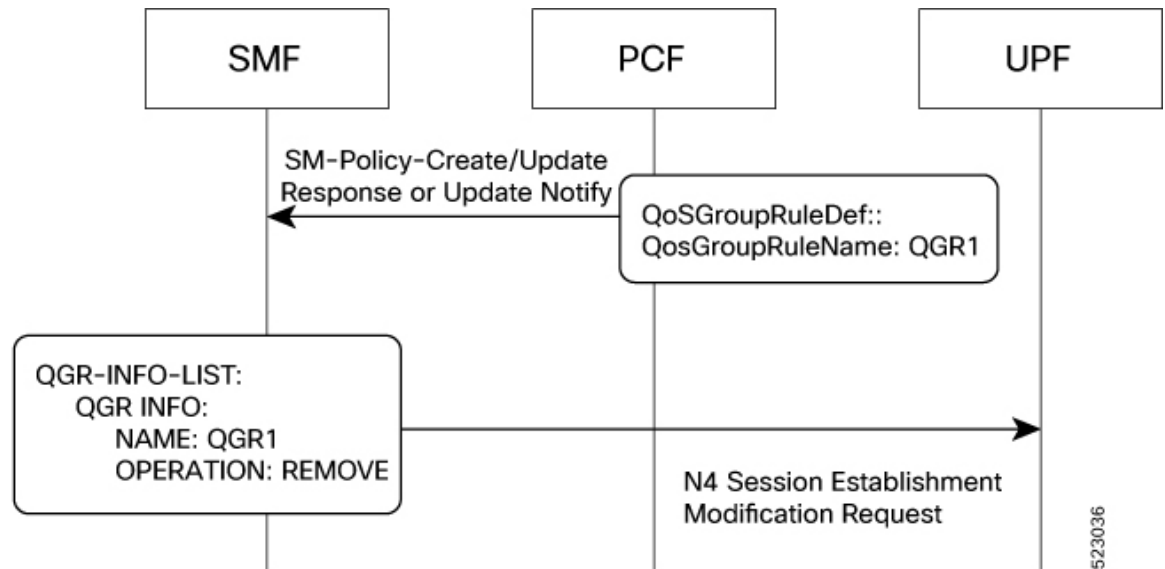 SMF
PCF
UPF
SM-Policy-Create/Update
Response or Update Notify
QoSGroupRuleDef::
QosGroupRuleName: QGR1
QGR-INFO-LIST:
QGR INFO:
NAME: QGR1
OPERATION: REMOVE
N4 Session Establishment
Modification Request
523036